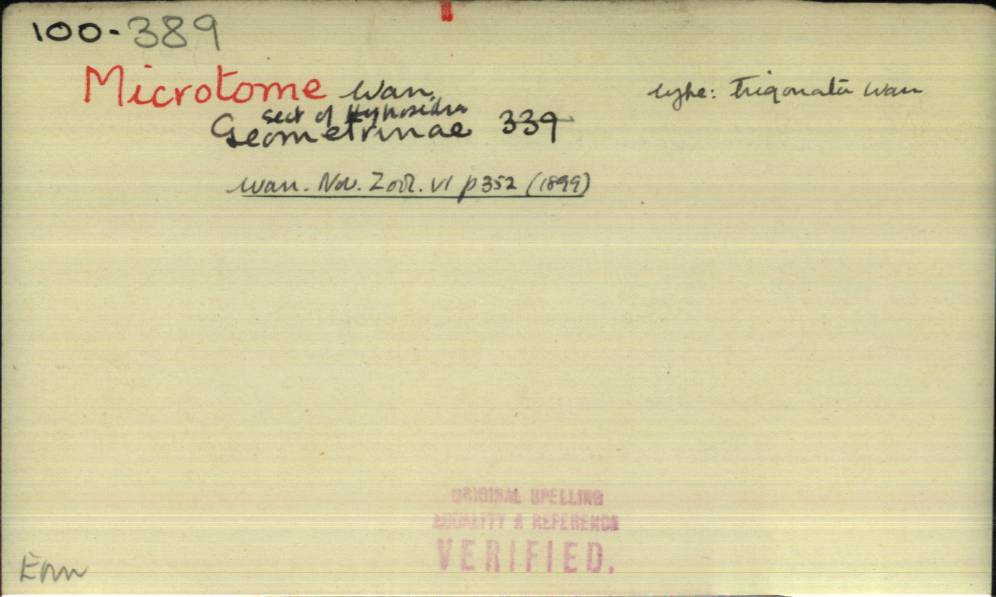 100-389
Microtome Warr. type: trigonata Warr
sect of Hyposidra
Geometrinae 339
Warr. Nov. Zool. VI p352 (1899)
ORIGINAL SPELLING
& REFERENCE
VERIFIED.